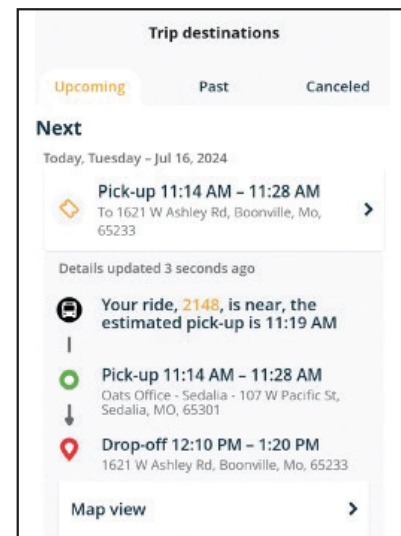 Trip destinations
Upcoming Past Canceled
Next
Today, Tuesday – Jul 16, 2024
Pick-up 11:14 AM – 11:28 AM
To 1621 W Ashley Rd, Boonville, Mo,
65233
Details updated 3 seconds ago
Your ride, 2148, is near, the
estimated pick-up is 11:19 AM
Pick-up 11:14 AM – 11:28 AM
Oats Office - Sedalia - 107 W Pacific St,
Sedalia, MO, 65301
Drop-off 12:10 PM – 1:20 PM
1621 W Ashley Rd, Boonville, Mo, 65233
Map view